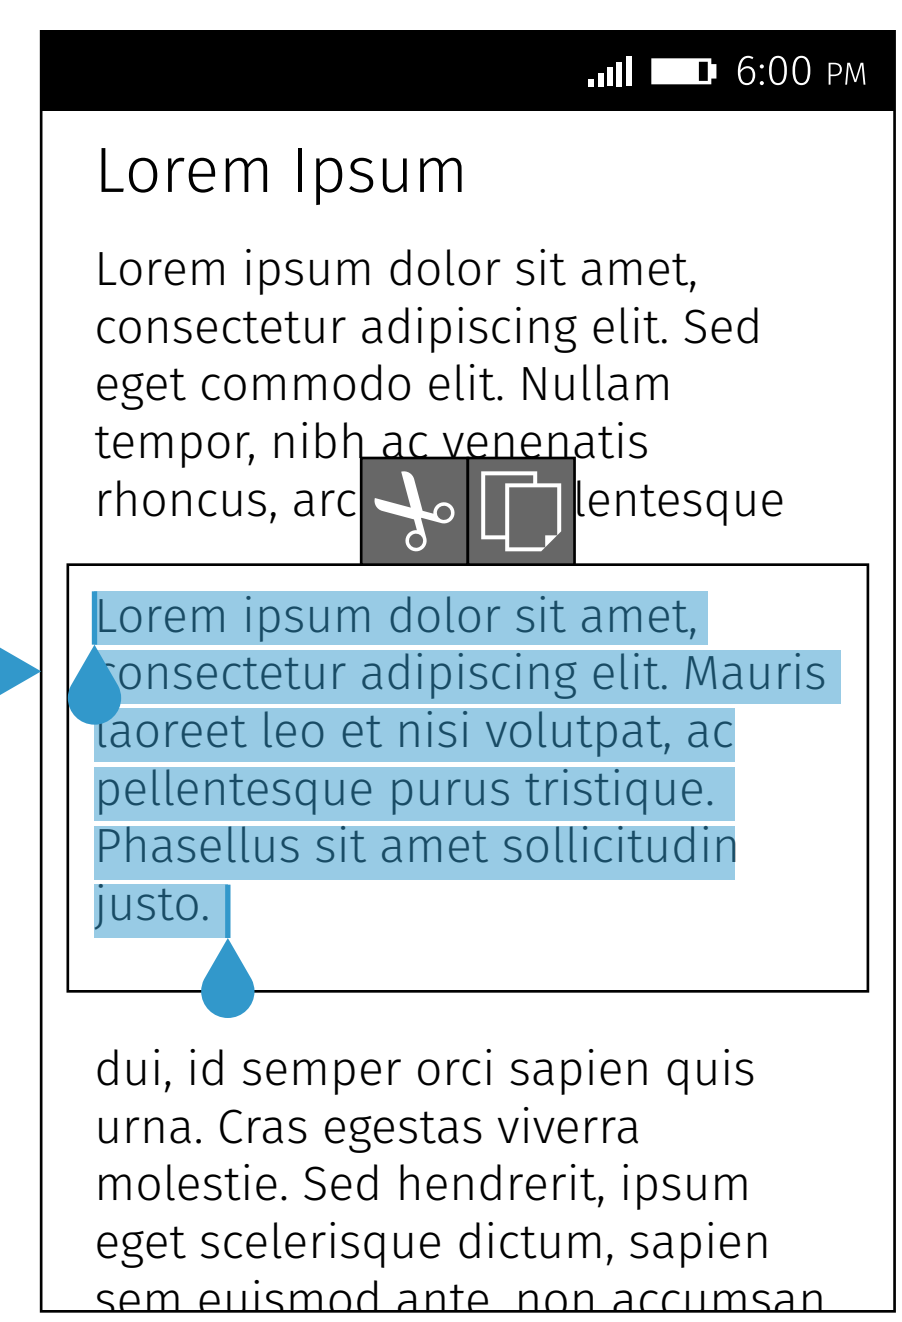 6:00 PM
Lorem Ipsum
Lorem ipsum dolor sit amet,
consectetur adipiscing elit. Sed
eget commodo elit. Nullam
tempor, nibh ac venenatis
rhoncus, arc lentesque
Lorem ipsum dolor sit amet,
consectetur adipiscing elit. Mauris
laoreet leo et nisi volutpat, ac
pellentesque purus tristique.
Phasellus sit amet sollicitudin
justo.
dui, id semper orci sapien quis
urna. Cras egestas viverra
molestie. Sed hendrerit, ipsum
eget scelerisque dictum, sapien
sem euismod ante, non accumsan